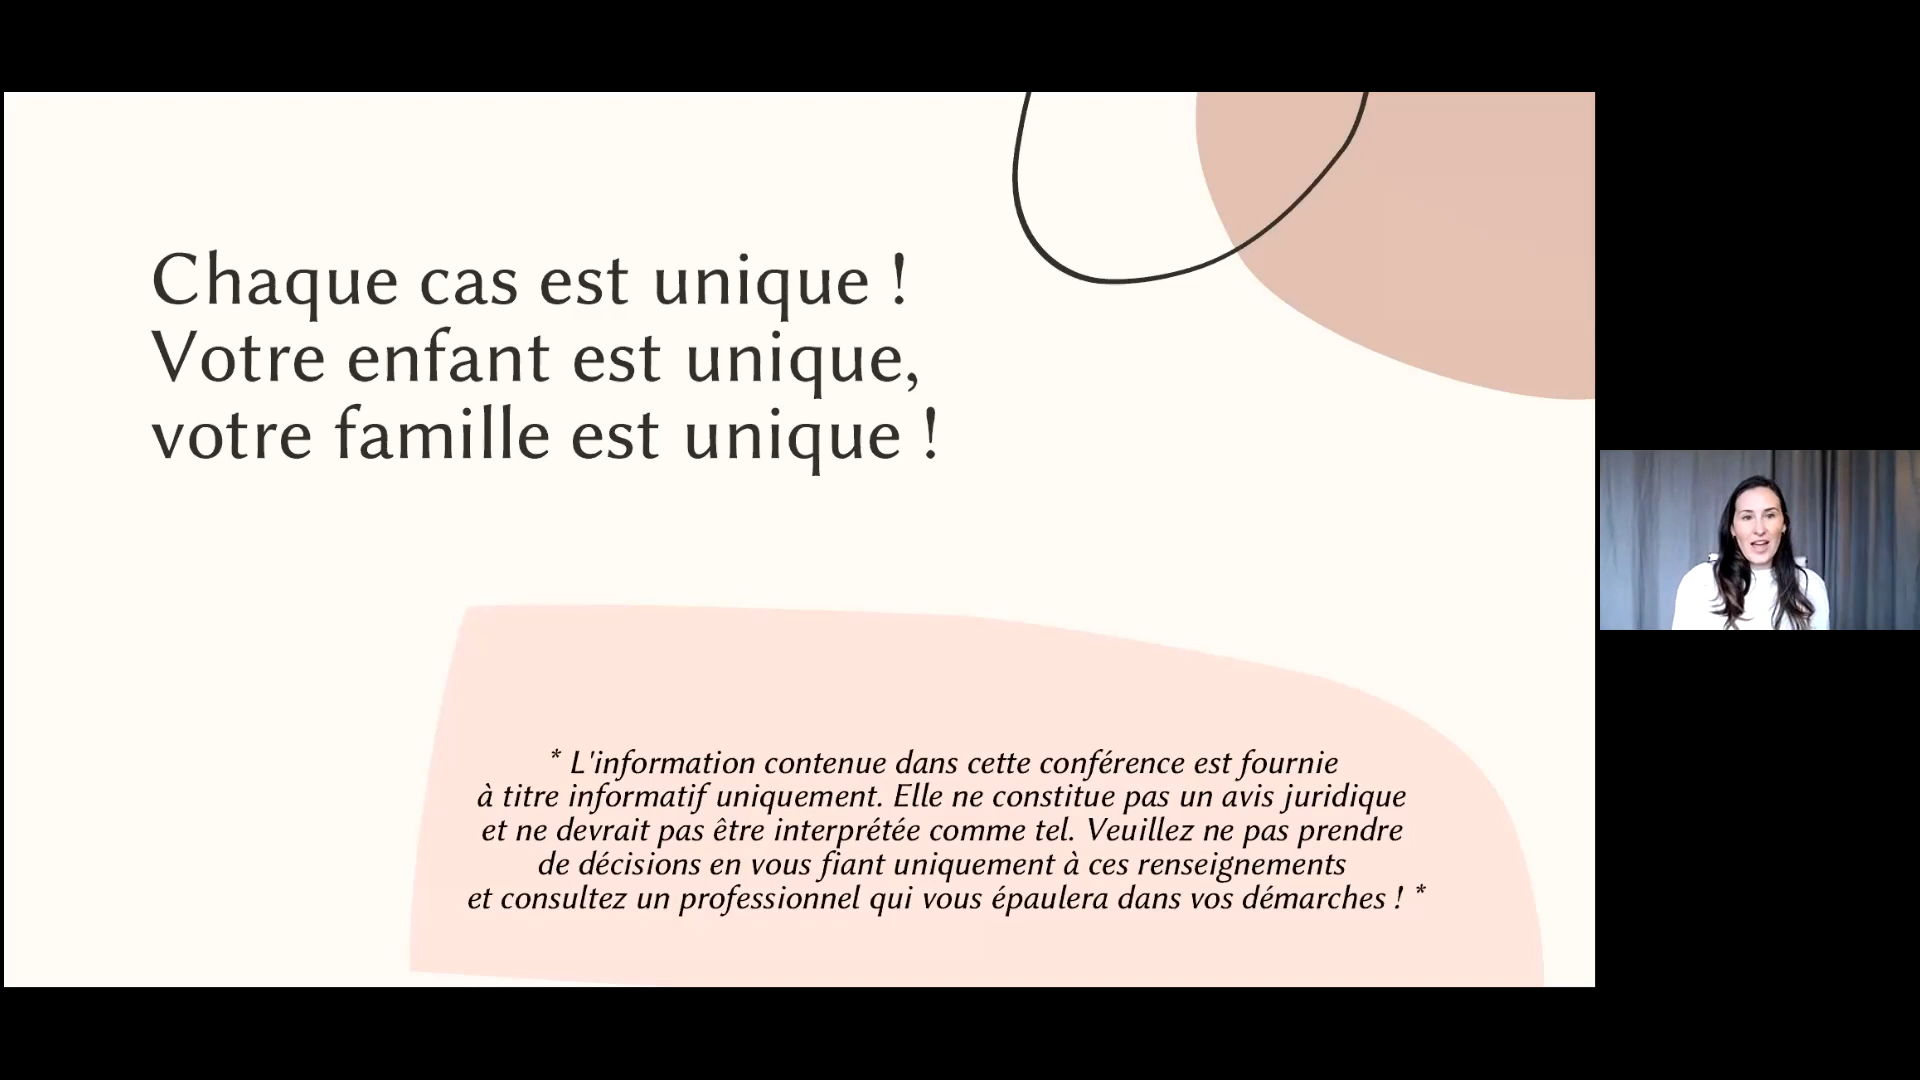 Chaque cas est unique !
Votre enfant est unique,
votre famille est unique !
* L'information contenue dans cette conférence est fournie
à titre informatif uniquement. Elle ne constitue pas un avis juridique
et ne devrait pas être interprétée comme tel. Veuillez ne pas prendre
de décisions en vous fiant uniquement à ces renseignements
et consultez un professionnel qui vous épaulera dans vos démarches ! *